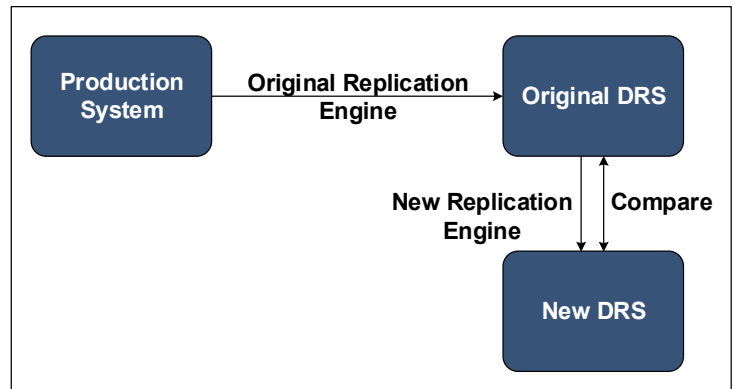 Production
System
Original Replication
Engine
Original DRS
New Replication
Engine
Compare
New DRS